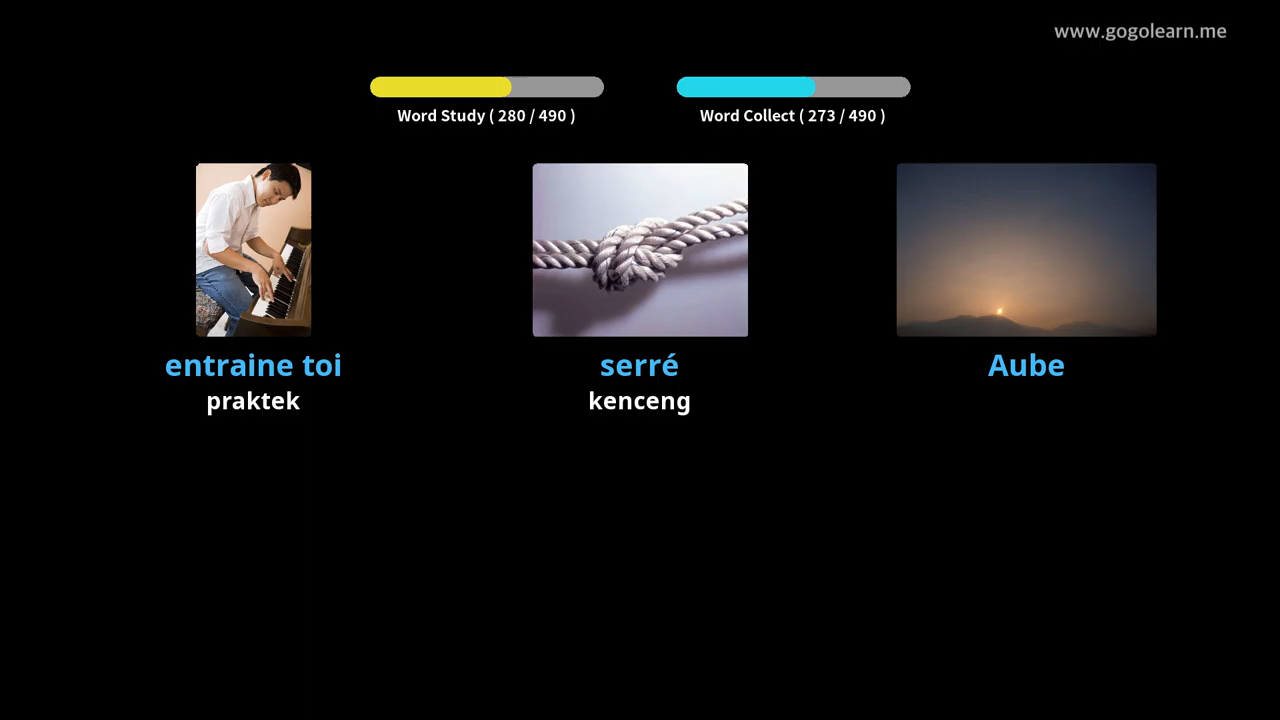 www.gogolearn.me
Word Study ( 280 / 490 )
Word Collect ( 273 / 490 )
entraine toi
praktek
serré
kenceng
Aube